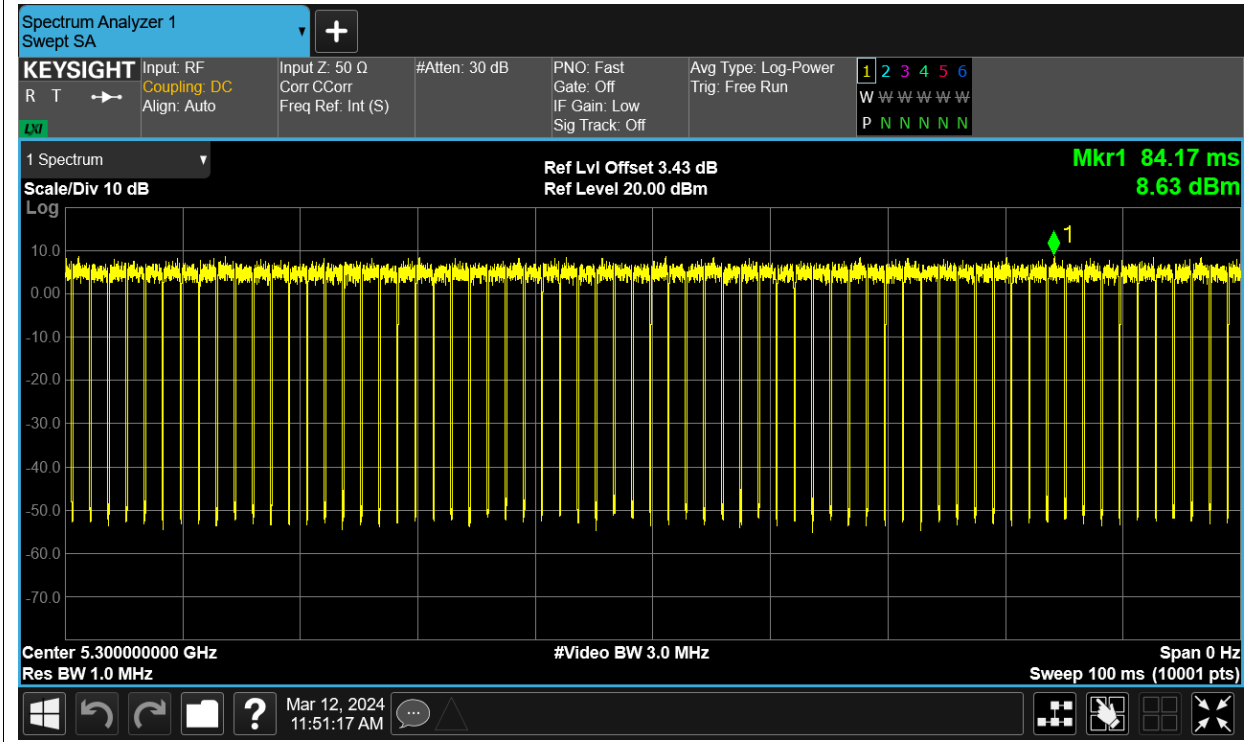 Spectrum Analyzer 1
Swept SA
KEYSIGHT
R T
LXI
Input: RF
Coupling: DC
Align: Auto
Input Z: 50 Ω
Corr CCorr
Freq Ref: Int (S)
#Atten: 30 dB
PNO: Fast
Gate: Off
IF Gain: Low
Sig Track: Off
Avg Type: Log-Power
Trig: Free Run
1 2 3 4 5 6
W W W W W W
P N N N N N
1 Spectrum
Scale/Div 10 dB
Log
Ref Lvl Offset 3.43 dB
Ref Level 20.00 dBm
Mkr1 84.17 ms
8.63 dBm
1
10.0
0.00
-10.0
-20.0
-30.0
-40.0
-50.0
-60.0
-70.0
Center 5.300000000 GHz
Res BW 1.0 MHz
#Video BW 3.0 MHz
Span 0 Hz
Sweep 100 ms (10001 pts)
?
Mar 12, 2024
11:51:17 AM